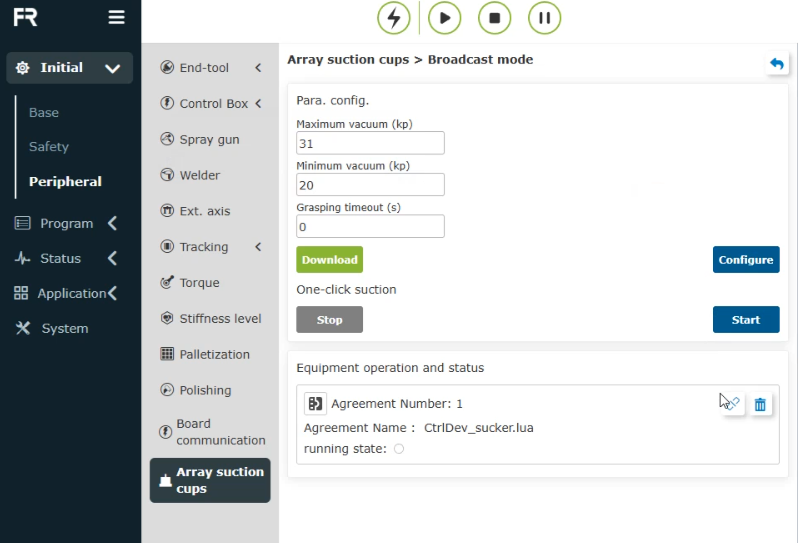 FR
Initial
Base
Safety
Peripheral
Program
Status
Application
System
End-tool
Control Box
Spray gun
Welder
Ext. axis
Tracking
Torque
Stiffness level
Palletization
Polishing
Board
communication
Array suction
cups
Array suction cups > Broadcast mode
Para. config.
Maximum vacuum (kp)
31
Minimum vacuum (kp)
20
Grasping timeout (s)
0
Download
Configure
One-click suction
Stop
Start
Equipment operation and status
Agreement Number: 1
Agreement Name : CtrlDev_sucker.lua
running state: